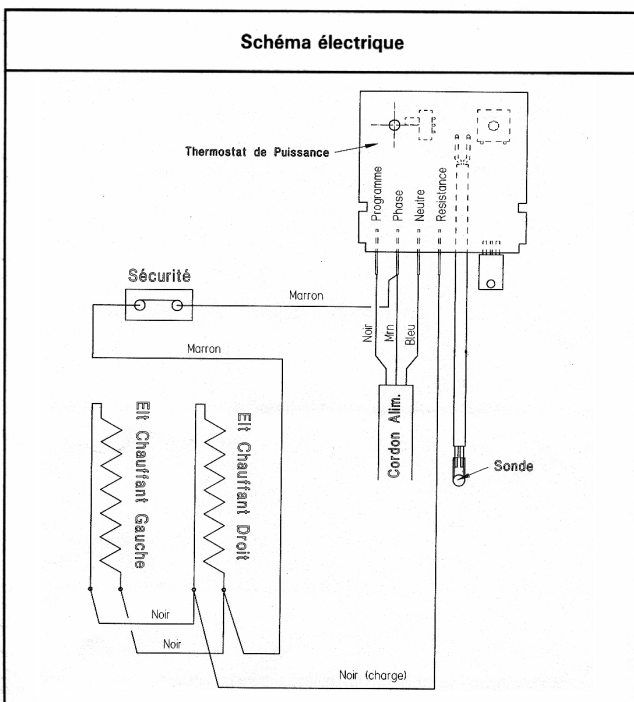 Schéma électrique
Thermostat de Puissance
Programme
Phase
Neutre
Resistance
Sécurité
Marron
Marron
Noir
Mrn
Bleu
Cordon Alim.
Sonde
Elt Chauffant Gauche
Elt Chauffant Droit
Noir
Noir
Noir (charge)